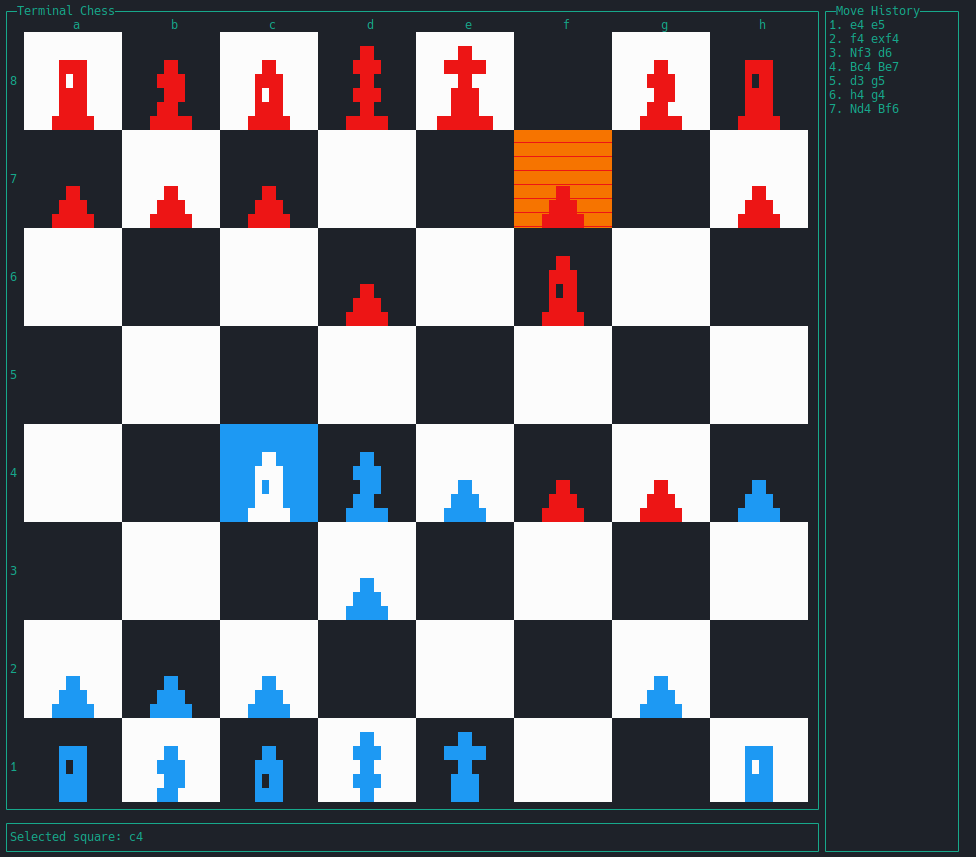 Terminal Chess
a b c d e f g h
8
7
6
5
4
3
2
1
Selected square: c4
Move History
1. e4 e5
2. f4 exf4
3. Nf3 d6
4. Bc4 Be7
5. d3 g5
6. h4 g4
7. Nd4 Bf6